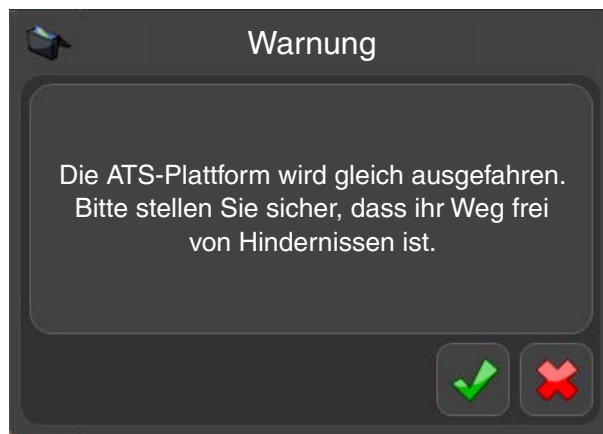 Warnung
Die ATS-Plattform wird gleich ausgefahren.
Bitte stellen Sie sicher, dass ihr Weg frei
von Hindernissen ist.